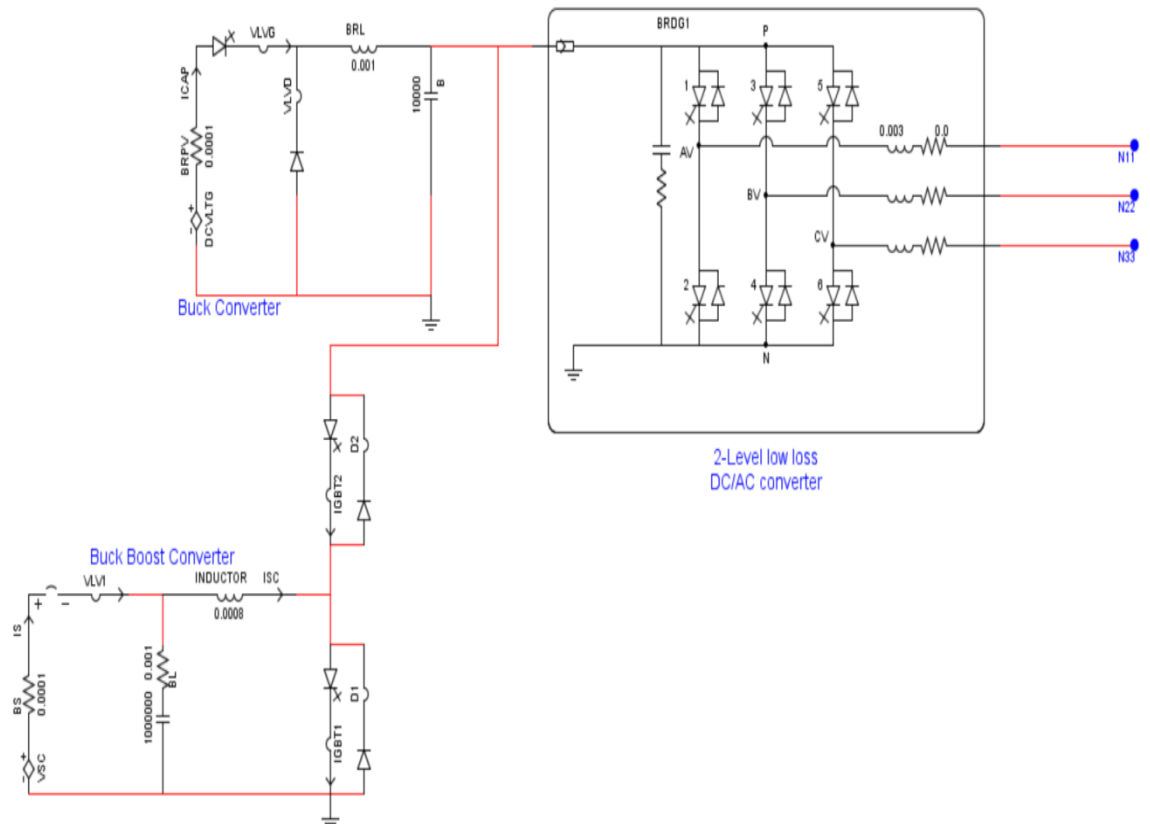 BRDG1
P
BRL
VLVG
0.001
ICAP
VLVD
10000
B
BRPV
0.0001
DCVLTG
+
-
Buck Converter
1
3
5
0.003
0.0
AV
N11
BV
N22
CV
N33
2
4
6
N
2-Level low loss
DC/AC converter
D2
IGBT2
Buck Boost Converter
VLV1
INDUCTOR
ISC
0.0008
+
-
IS
BS
0.0001
0.001
BL
1000000
D1
IGBT1
+
-
VSC